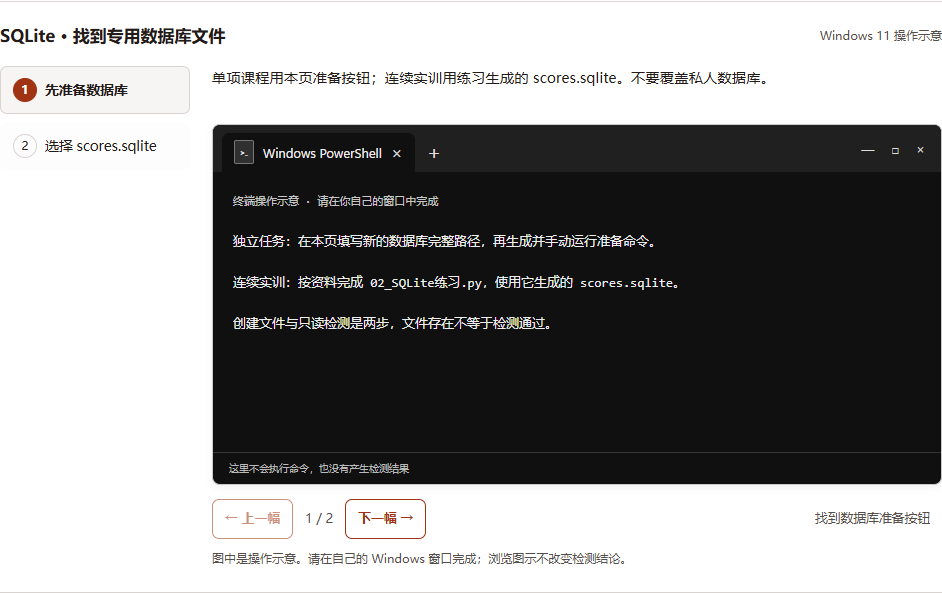 SQLite • 找到专用数据库文件
Windows 11 操作示意
1 先准备数据库
2 选择 scores.sqlite
单项课程用本页准备按钮；连续实训用练习生成的 scores.sqlite。不要覆盖私人数据库。
>_ Windows PowerShell × + — □ ×
终端操作示意 · 请在你自己的窗口中完成
独立任务：在本页填写新的数据库完整路径，再生成并手动运行准备命令。
连续实训：按资料完成 02_SQLite练习.py，使用它生成的 scores.sqlite。
创建文件与只读检测是两步，文件存在不等于检测通过。
这里不会执行命令，也没有产生检测结果
← 上一幅 1 / 2 下一幅 →
找到数据库准备按钮
图中是操作示意。请在自己的 Windows 窗口完成；浏览图示不改变检测结论。